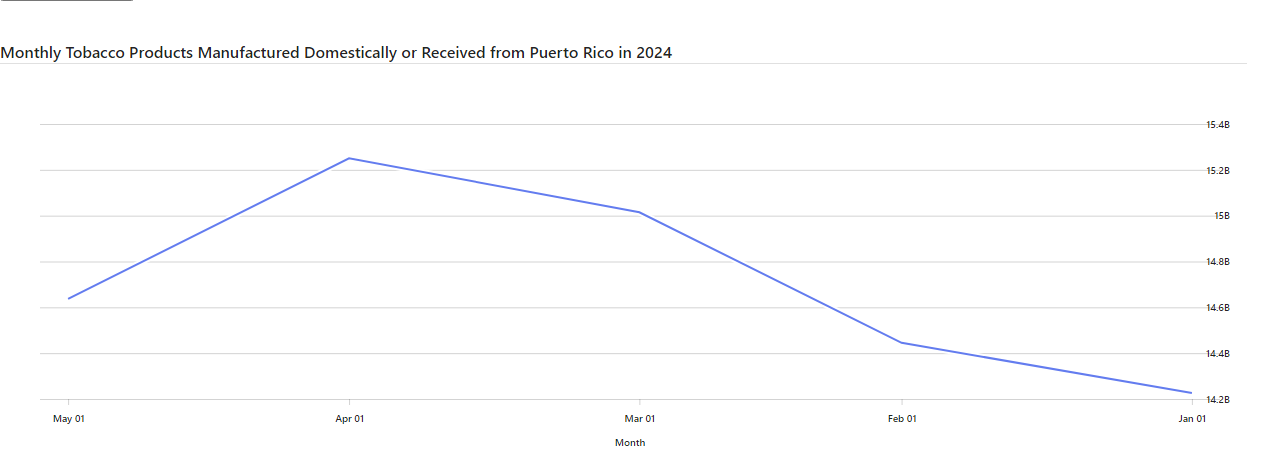 Monthly Tobacco Products Manufactured Domestically or Received from Puerto Rico in 2024
15.4B
15.2B
15B
14.8B
14.6B
14.4B
14.2B
May 01 Apr 01 Mar 01 Feb 01 Jan 01
Month